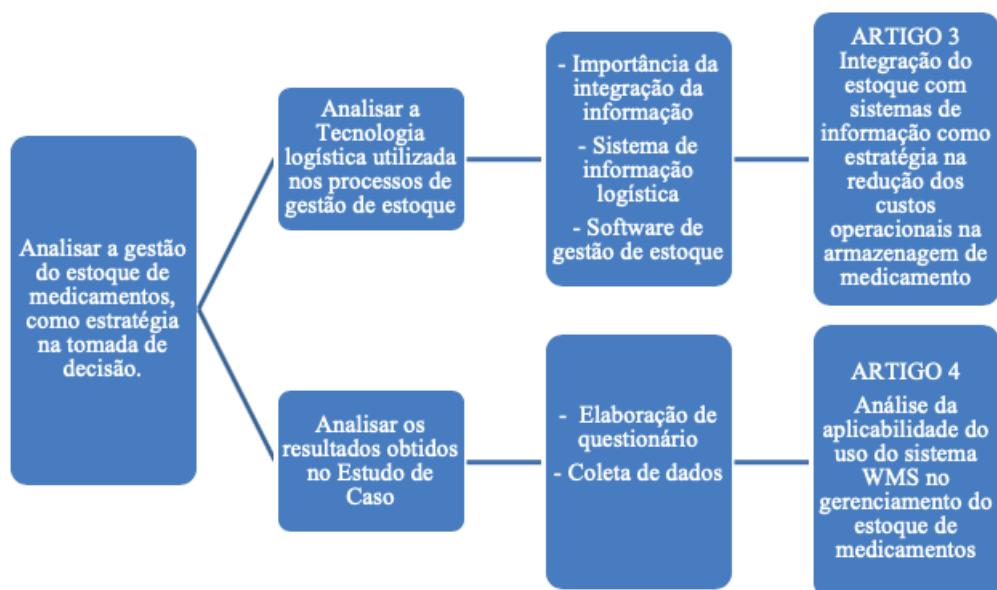 Analisar a gestão
do estoque de
medicamentos,
como estratégia
na tomada de
decisão.
Analisar a
Tecnologia
logística utilizada
nos processos de
gestão de estoque
- Importância da
integração da
informação
- Sistema de
informação
logística
- Software de
gestão de estoque
ARTIGO 3
Integração do
estoque com
sistemas de
informação como
estratégia na
redução dos
custos
operacionais na
armazenagem de
medicamento
Analisar os
resultados obtidos
no Estudo de
Caso
- Elaboração de
questionário
- Coleta de dados
ARTIGO 4
Análise da
aplicabilidade do
uso do sistema
WMS no
gerenciamento do
estoque de
medicamentos